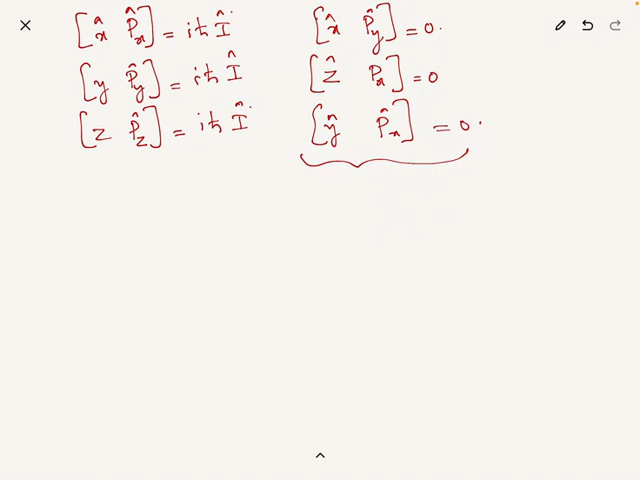 [x̂ P̂x] = iħ Î
[y P̂y] = iħ Î
[z P̂z] = iħ Î
[x̂ P̂y] = 0.
[ẑ Px] = 0
[ŷ P̂x] = 0.